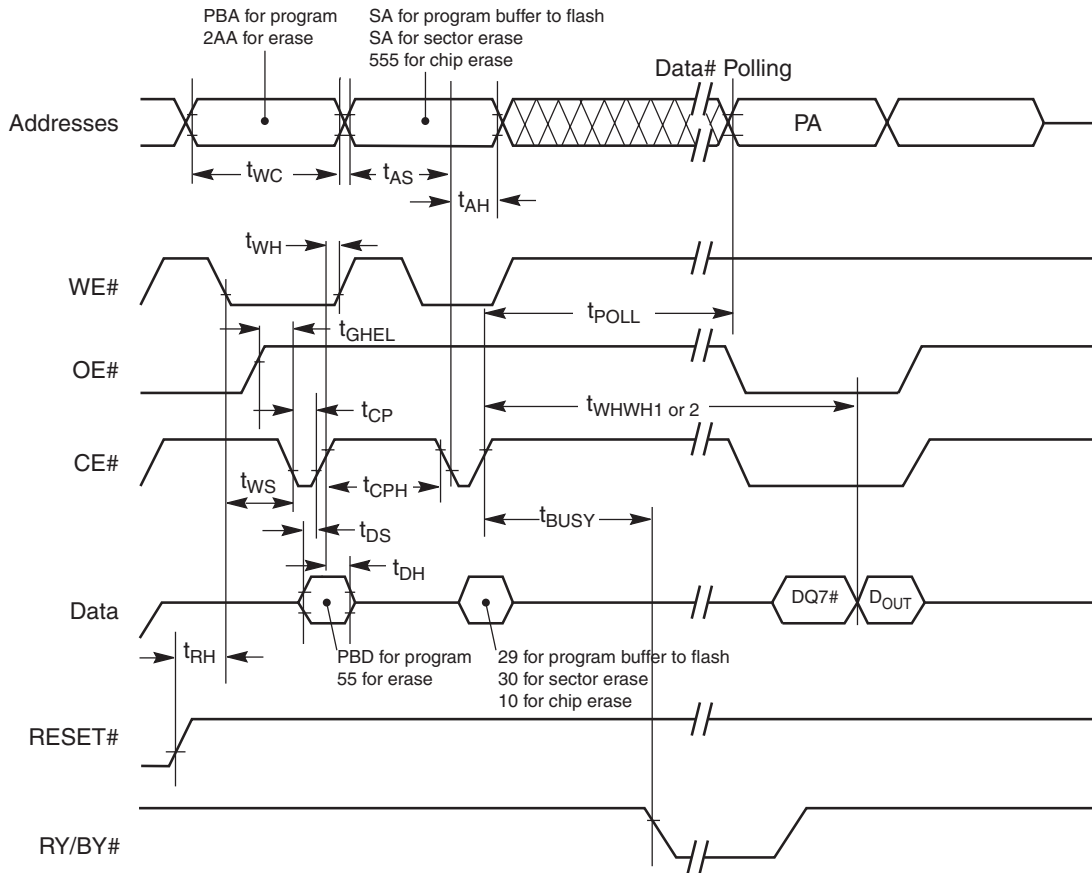 PBA for program
2AA for erase
SA for program buffer to flash
SA for sector erase
555 for chip erase
Data# Polling
Addresses
PA
tWC
tAS
tAH
tWH
WE#
tPOLL
tGHEL
OE#
tWHWH1 or 2
tCP
CE#
tWS
tCPH
tBUSY
tDS
tDH
Data
DQ7#
DOUT
tRH
PBD for program
55 for erase
29 for program buffer to flash
30 for sector erase
10 for chip erase
RESET#
RY/BY#